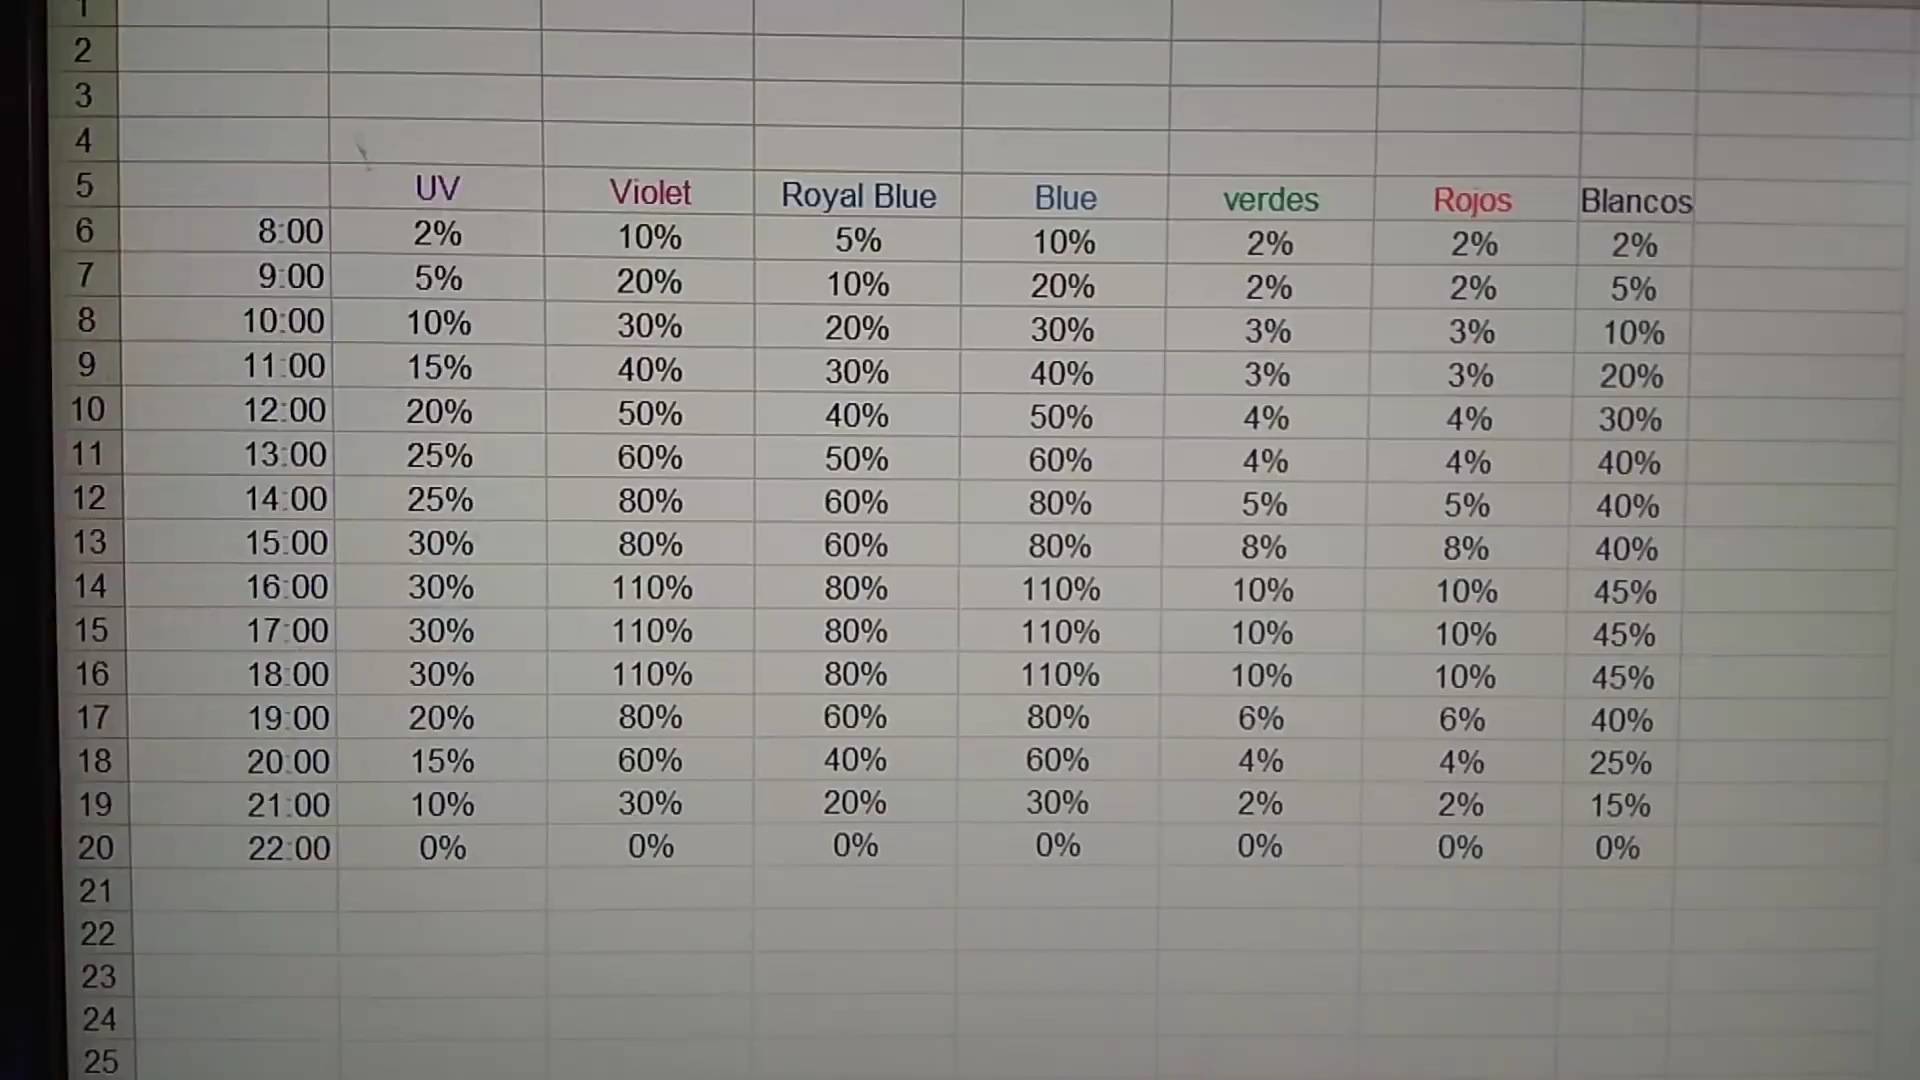 1
2
3
4
5 UV Violet Royal Blue Blue verdes Rojos Blancos
6 8:00 2% 10% 5% 10% 2% 2% 2%
7 9:00 5% 20% 10% 20% 2% 2% 5%
8 10:00 10% 30% 20% 30% 3% 3% 10%
9 11:00 15% 40% 30% 40% 3% 3% 20%
10 12:00 20% 50% 40% 50% 4% 4% 30%
11 13:00 25% 60% 50% 60% 4% 4% 40%
12 14:00 25% 80% 60% 80% 5% 5% 40%
13 15:00 30% 80% 60% 80% 8% 8% 40%
14 16:00 30% 110% 80% 110% 10% 10% 45%
15 17:00 30% 110% 80% 110% 10% 10% 45%
16 18:00 30% 110% 80% 110% 10% 10% 45%
17 19:00 20% 80% 60% 80% 6% 6% 40%
18 20:00 15% 60% 40% 60% 4% 4% 25%
19 21:00 10% 30% 20% 30% 2% 2% 15%
20 22:00 0% 0% 0% 0% 0% 0% 0%
21
22
23
24
25